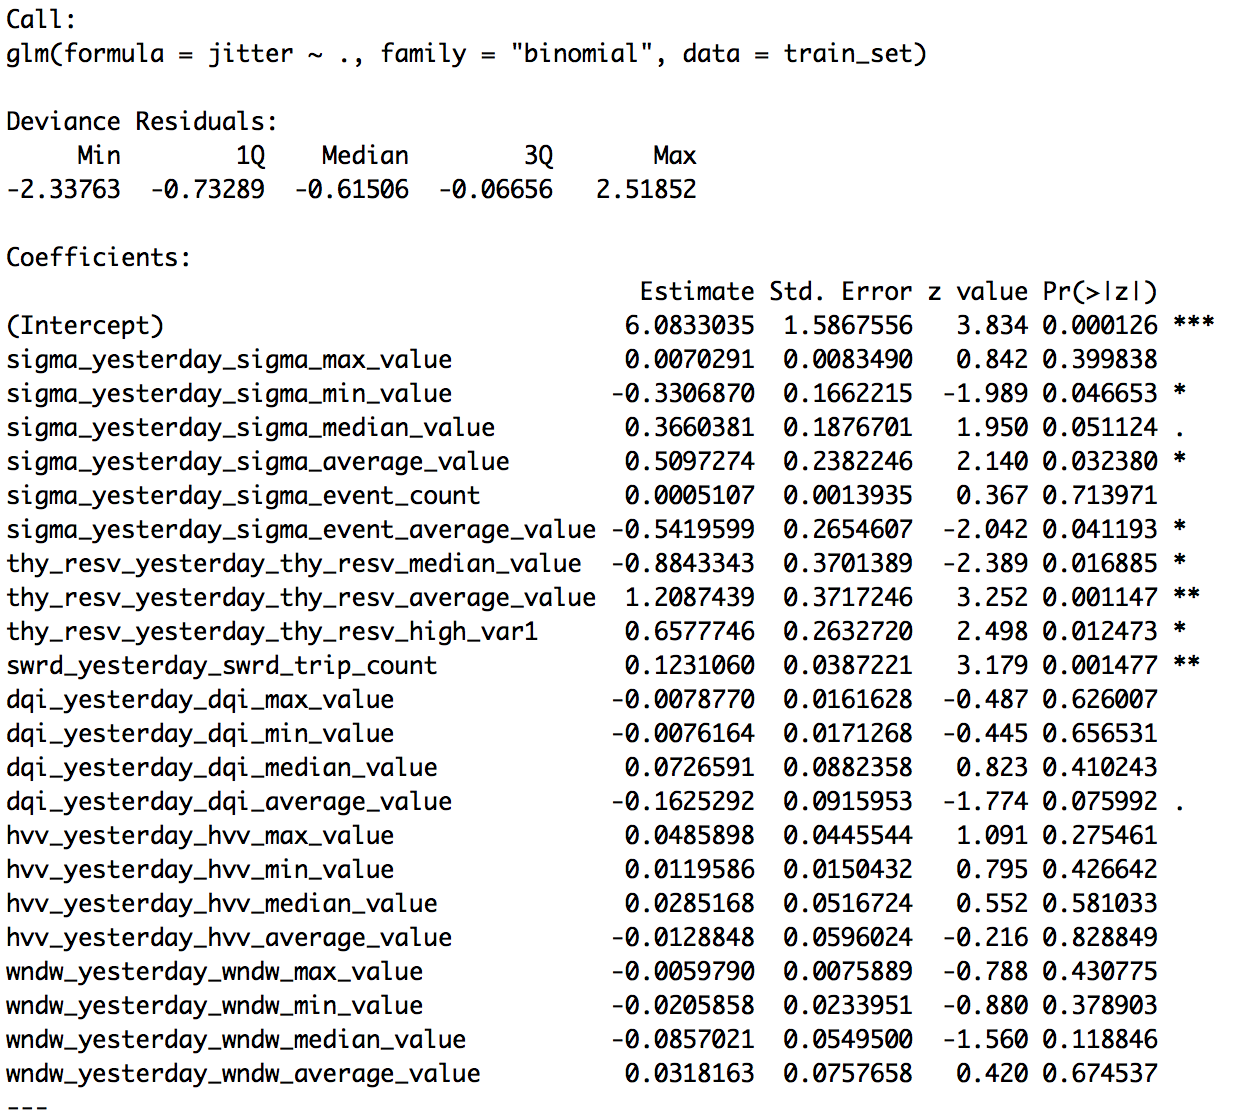 Call:
glm(formula = jitter ~ ., family = "binomial", data = train_set)
Deviance Residuals:
Min 1Q Median 3Q Max
-2.33763 -0.73289 -0.61506 -0.06656 2.51852
Coefficients:
Estimate Std. Error z value Pr(>|z|)
(Intercept) 6.0833035 1.5867556 3.834 0.000126 ***
sigma_yesterday_sigma_max_value 0.0070291 0.0083490 0.842 0.399838
sigma_yesterday_sigma_min_value -0.3306870 0.1662215 -1.989 0.046653 *
sigma_yesterday_sigma_median_value 0.3660381 0.1876701 1.950 0.051124 .
sigma_yesterday_sigma_average_value 0.5097274 0.2382246 2.140 0.032380 *
sigma_yesterday_sigma_event_count 0.0005107 0.0013935 0.367 0.713971
sigma_yesterday_sigma_event_average_value -0.5419599 0.2654607 -2.042 0.041193 *
thy_resv_yesterday_thy_resv_median_value -0.8843343 0.3701389 -2.389 0.016885 *
thy_resv_yesterday_thy_resv_average_value 1.2087439 0.3717246 3.252 0.001147 **
thy_resv_yesterday_thy_resv_high_var1 0.6577746 0.2632720 2.498 0.012473 *
swrd_yesterday_swrd_trip_count 0.1231060 0.0387221 3.179 0.001477 **
dqi_yesterday_dqi_max_value -0.0078770 0.0161628 -0.487 0.626007
dqi_yesterday_dqi_min_value -0.0076164 0.0171268 -0.445 0.656531
dqi_yesterday_dqi_median_value 0.0726591 0.0882358 0.823 0.410243
dqi_yesterday_dqi_average_value -0.1625292 0.0915953 -1.774 0.075992 .
hvv_yesterday_hvv_max_value 0.0485898 0.0445544 1.091 0.275461
hvv_yesterday_hvv_min_value 0.0119586 0.0150432 0.795 0.426642
hvv_yesterday_hvv_median_value 0.0285168 0.0516724 0.552 0.581033
hvv_yesterday_hvv_average_value -0.0128848 0.0596024 -0.216 0.828849
wndw_yesterday_wndw_max_value -0.0059790 0.0075889 -0.788 0.430775
wndw_yesterday_wndw_min_value -0.0205858 0.0233951 -0.880 0.378903
wndw_yesterday_wndw_median_value -0.0857021 0.0549500 -1.560 0.118846
wndw_yesterday_wndw_average_value 0.0318163 0.0757658 0.420 0.674537
---